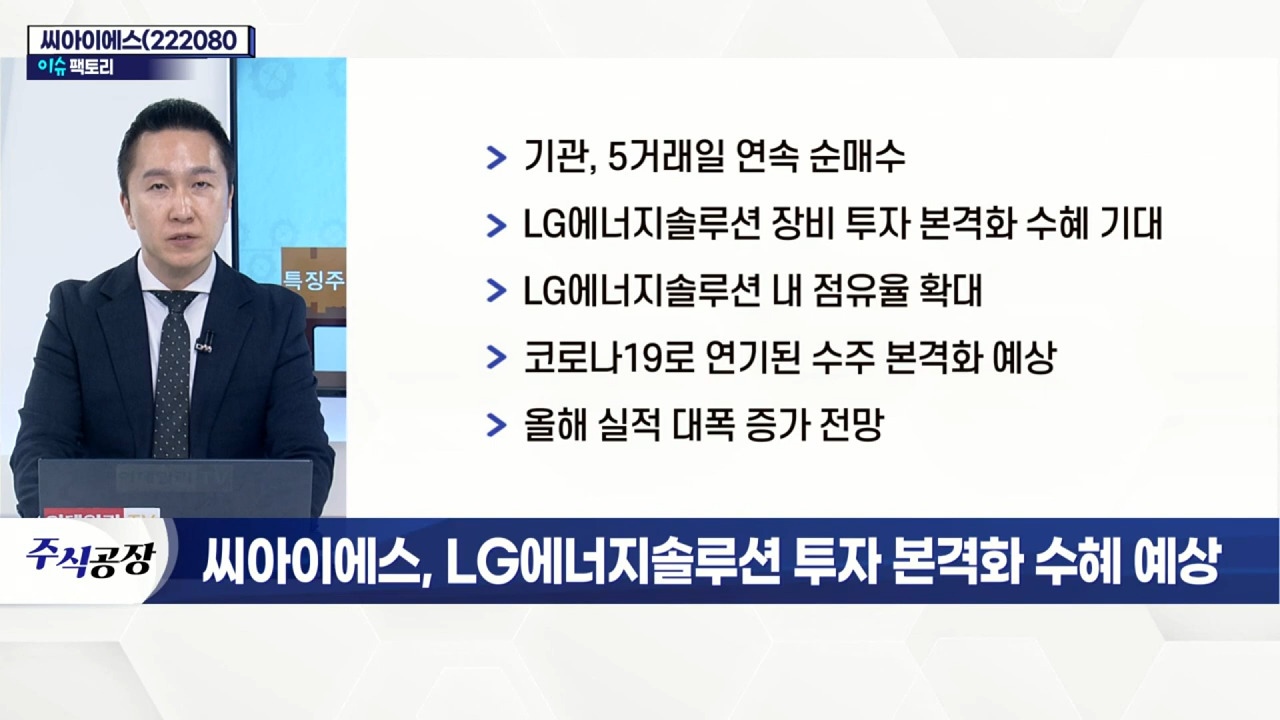 씨아이에스(222080
이슈 팩토리
특징주
> 기관, 5거래일 연속 순매수
> LG에너지솔루션 장비 투자 본격화 수혜 기대
> LG에너지솔루션 내 점유율 확대
> 코로나19로 연기된 수주 본격화 예상
> 올해 실적 대폭 증가 전망
주식공장
씨아이에스, LG에너지솔루션 투자 본격화 수혜 예상